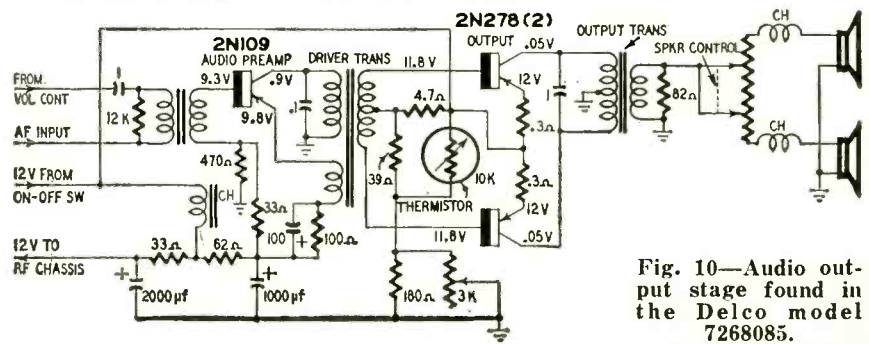 2N278(2)
OUTPUT TRANS
CH
SPKR CONTROL
2N109
AUDIO PREAMP
DRIVER TRANS
OUTPUT
.05V
FROM
VOL CONT
.1
9.3V
.9V
11.8V
12V
1
82Ω
12K
9.8V
.1
4.7Ω
.3Ω
AF INPUT
470Ω
39Ω
10K
THERMISTOR
.3Ω
CH
12V FROM
ON-OFF SW
CH
33Ω
100
+
100Ω
12V
11.8V
.05V
12V TO
RF CHASSIS
33Ω
62Ω
+
2000μf
+
1000μf
180Ω
3K
Fig. 10—Audio out-
put stage found in
the Delco model
7268085.